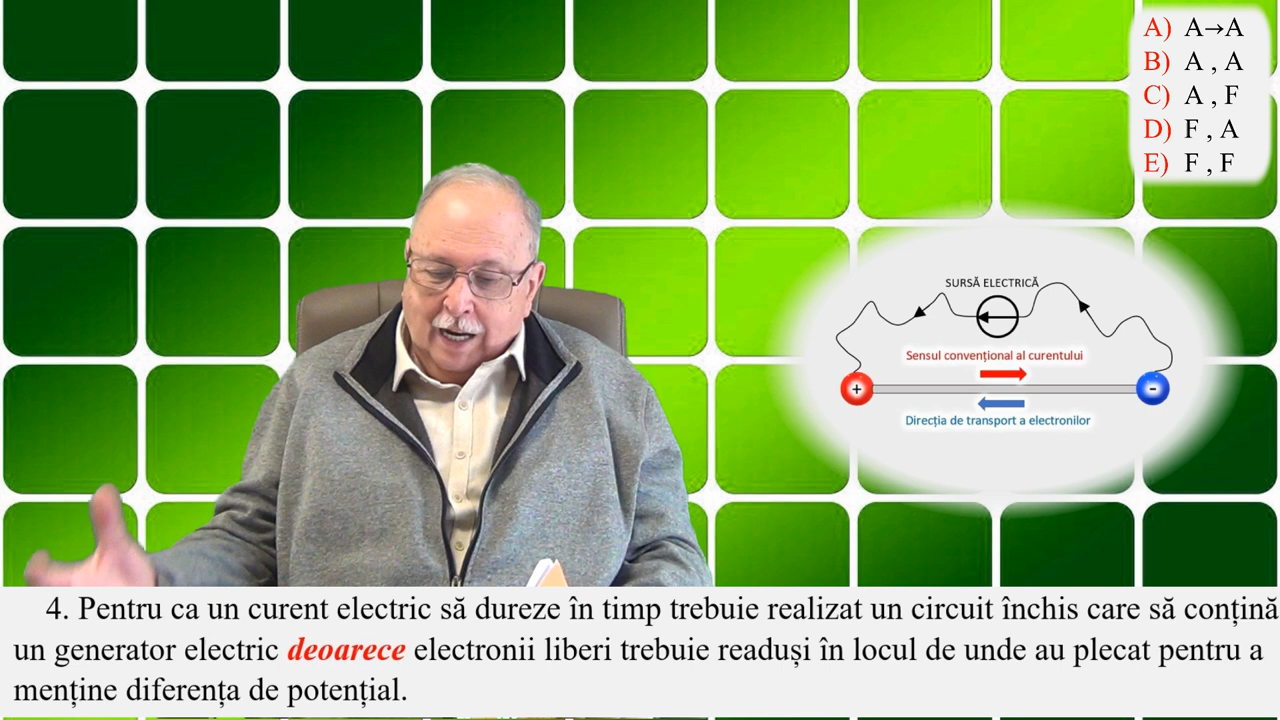 A) A→A
B) A , A
C) A , F
D) F , A
E) F , F
SURSĂ ELECTRICĂ
Sensul convențional al curentului
+
-
Direcția de transport a electronilor
4. Pentru ca un curent electric să dureze în timp trebuie realizat un circuit închis care să conțină
un generator electric deoarece electronii liberi trebuie readuși în locul de unde au plecat pentru a
menține diferența de potențial.